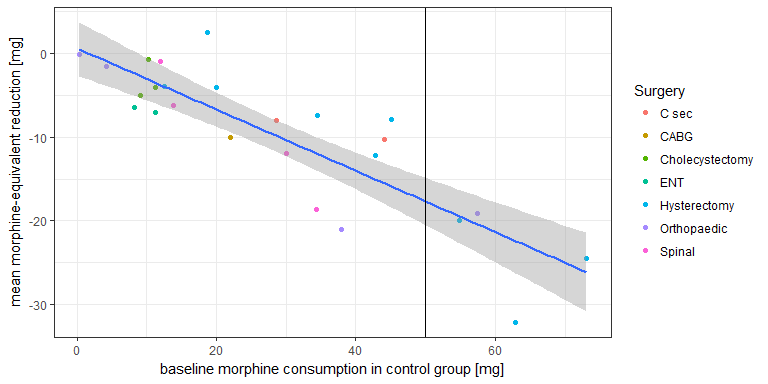 mean morphine-equivalent reduction [mg]
0
-10
-20
-30
0
20
40
60
baseline morphine consumption in control group [mg]
Surgery
C sec
CABG
Cholecystectomy
ENT
Hysterectomy
Orthopaedic
Spinal